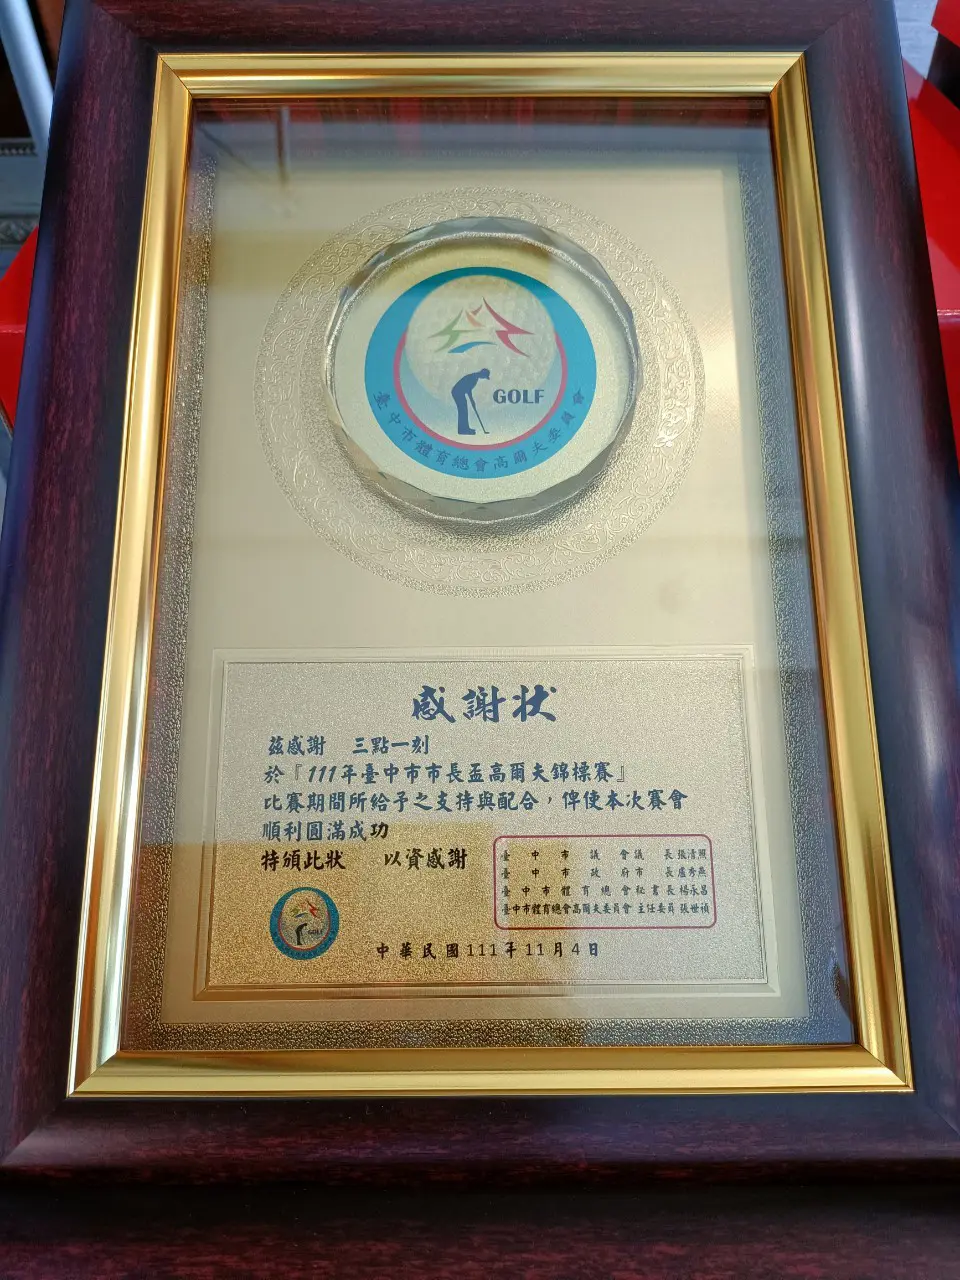 GOLF
臺中市體育總會高爾夫委員會
感謝狀
茲感謝 三點一刻
於『111年臺中市市長盃高爾夫錦標賽』
比賽期間所給予之支持與配合，俾使本次賽會
順利圓滿成功
特頒此狀 以資感謝
臺中市議會議長張清照
臺中市政府市長盧秀燕
臺中市體育總會秘書長楊永昌
臺中市體育總會高爾夫委員會 主任委員 張世禎
GOLF
中華民國111年11月4日